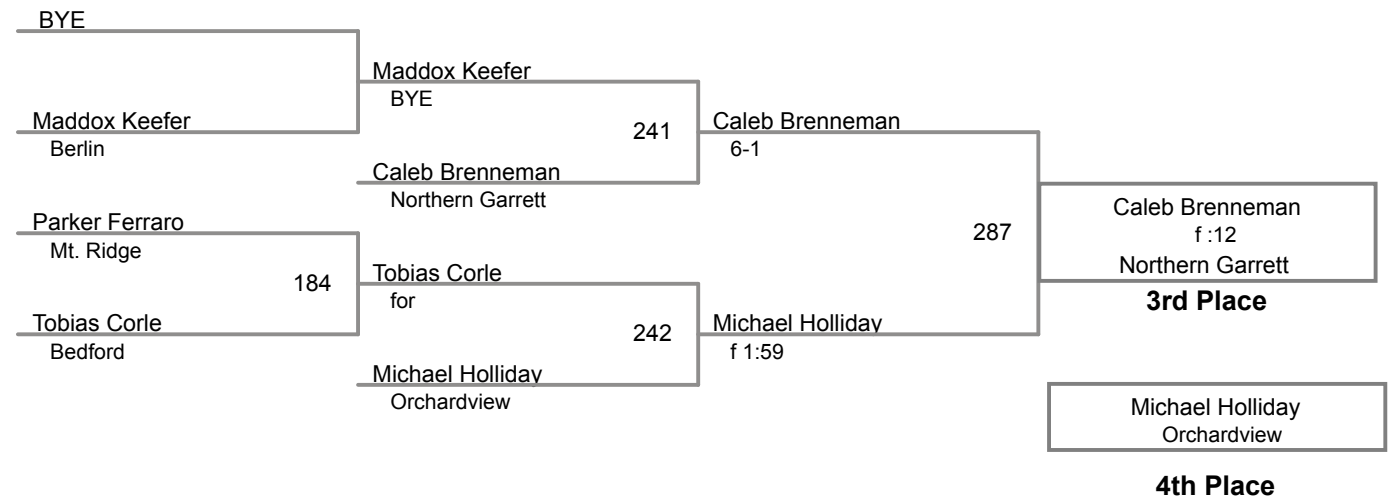 BYE
Maddox Keefer
BYE
Maddox Keefer
Berlin
241
Caleb Brenneman
6-1
Caleb Brenneman
Northern Garrett
Parker Ferraro
Mt. Ridge
184
Tobias Corle
for
Tobias Corle
Bedford
242
Michael Holliday
f 1:59
Michael Holliday
Orchardview
287
Caleb Brenneman
f :12
Northern Garrett
3rd Place
Michael Holliday
Orchardview
4th Place